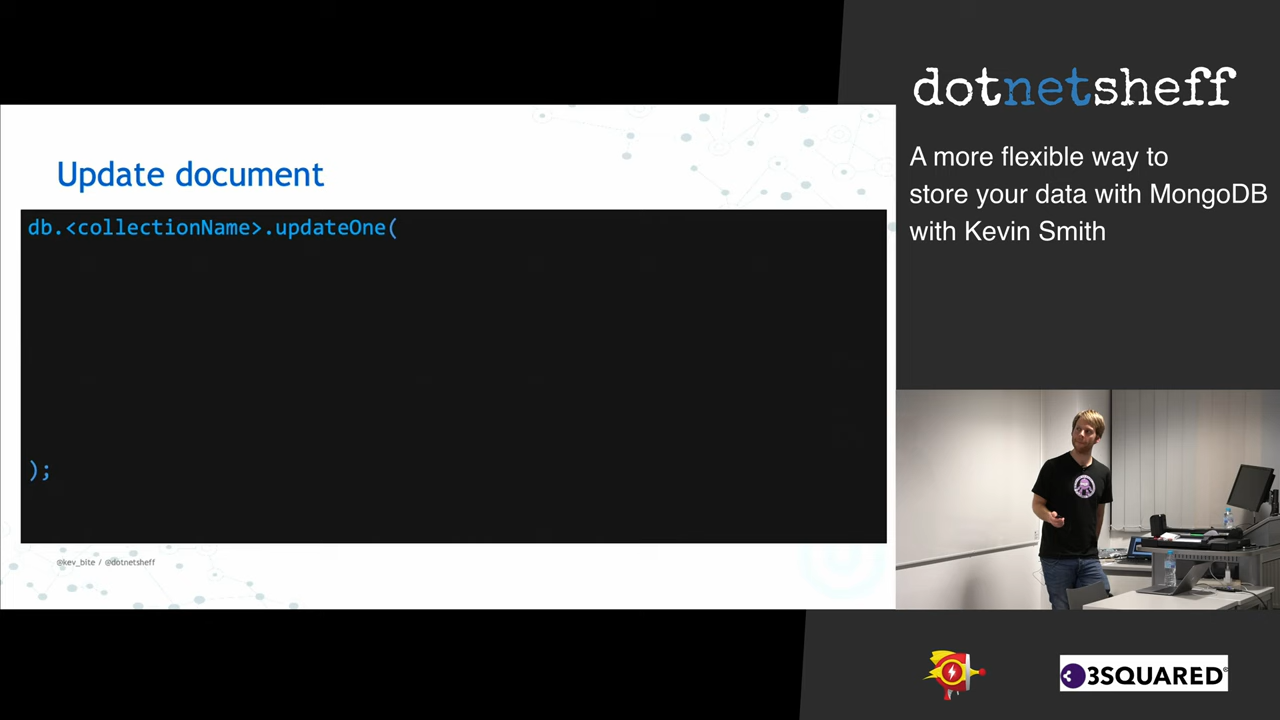 dotnetsheff
A more flexible way to
store your data with MongoDB
with Kevin Smith
Update document
db.<collectionName>.updateOne(
);
@kev_bite / @dotnetsheff
3SQUARED